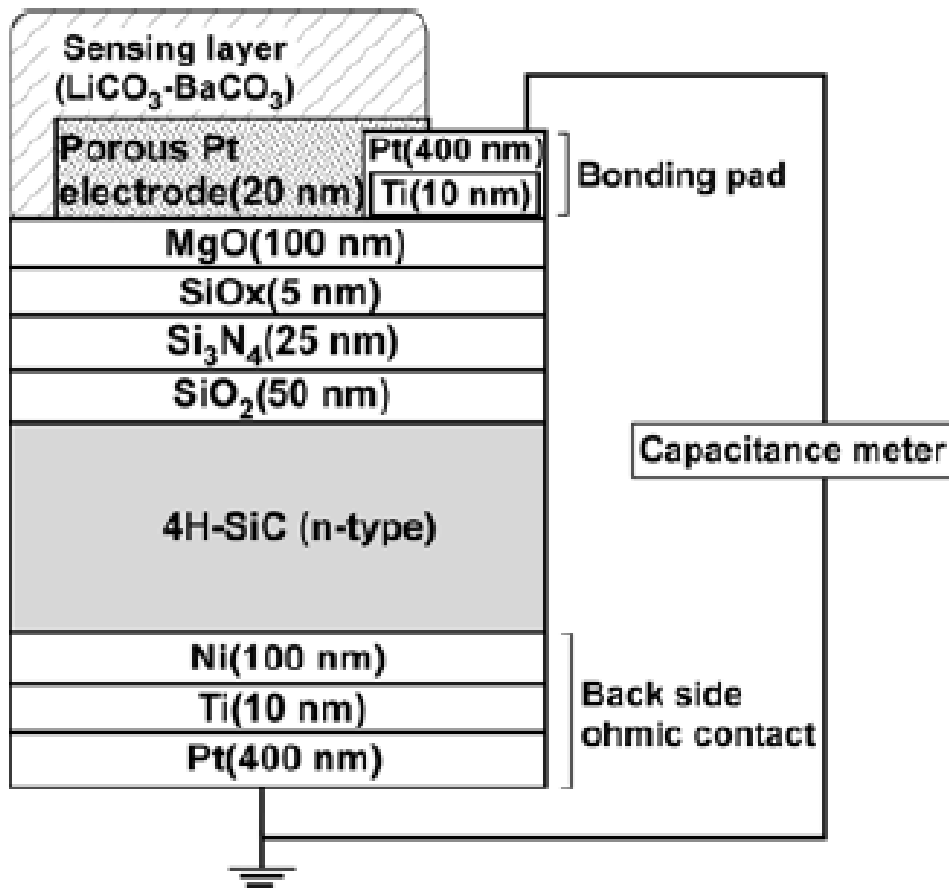 Sensing layer
(LiCO₃-BaCO₃)
Porous Pt
electrode(20 nm)
Pt(400 nm)
Ti(10 nm)
Bonding pad
MgO(100 nm)
SiOx(5 nm)
Si₃N₄(25 nm)
SiO₂(50 nm)
Capacitance meter
4H-SiC (n-type)
Ni(100 nm)
Ti(10 nm)
Pt(400 nm)
Back side
ohmic contact